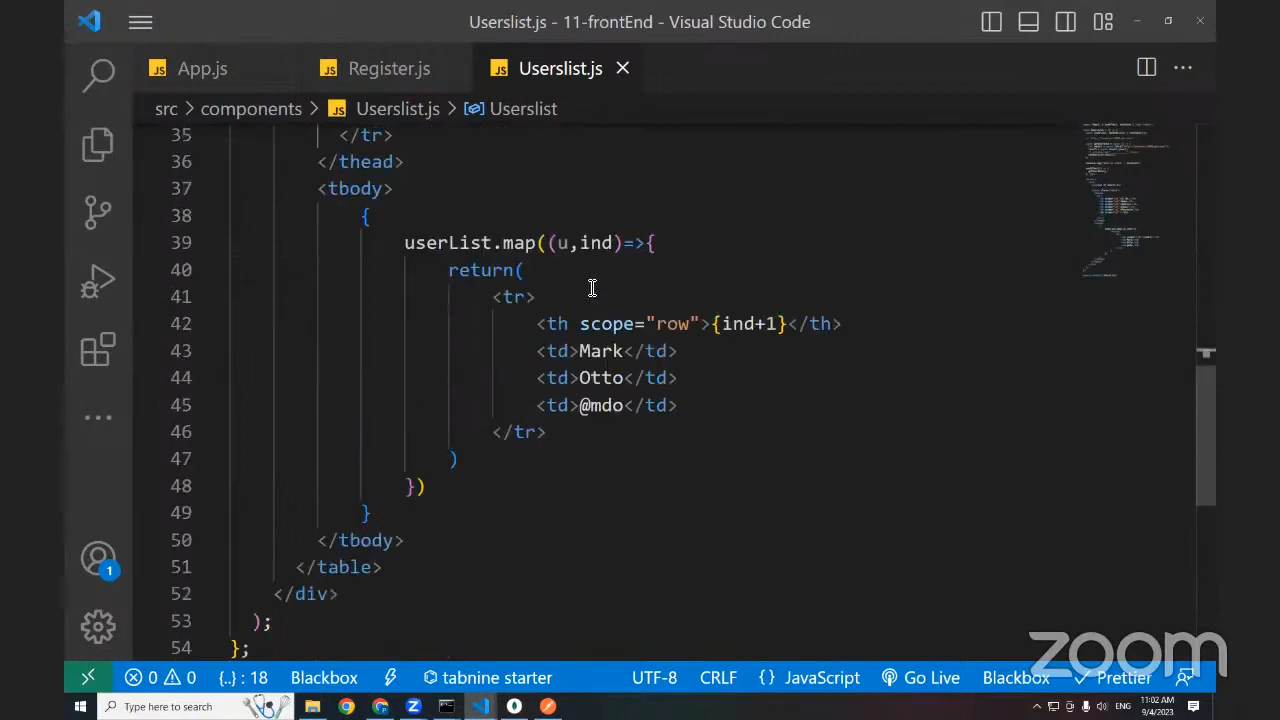 Userslist.js - 11-frontEnd - Visual Studio Code
App.js Register.js Userslist.js
src > components > Userslist.js > Userslist
35 </tr>
36 </thead>
37 <tbody>
38 {
39 userList.map((u,ind)=>{
40 return(
41 <tr>
42 <th scope="row">{ind+1}</th>
43 <td>Mark</td>
44 <td>Otto</td>
45 <td>@mdo</td>
46 </tr>
47 )
48 })
49 }
50 </tbody>
51 </table>
52 </div>
53 );
54 };
1
zoom
0 0 {..} : 18 Blackbox tabnine starter UTF-8 CRLF {} JavaScript Go Live Blackbox Prettier
Type here to search ENG 11:02 AM
9/4/2023